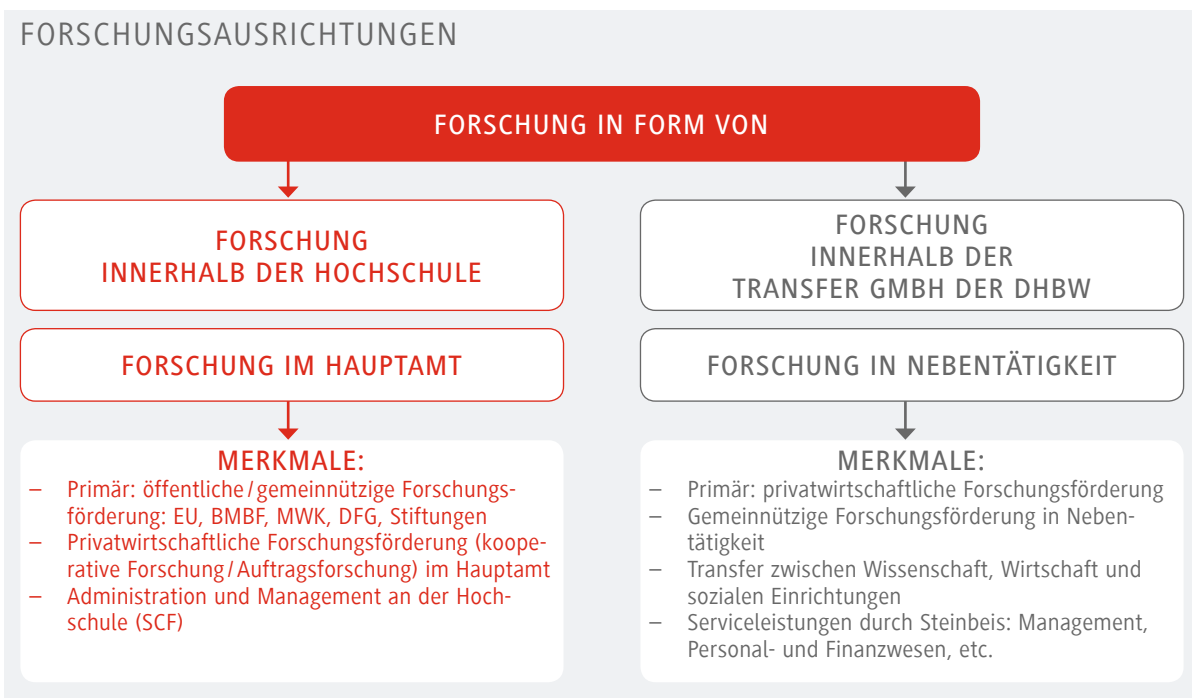 FORSCHUNGSAUSRICHTUNGEN
FORSCHUNG IN FORM VON
FORSCHUNG
INNERHALB DER HOCHSCHULE
FORSCHUNG IM HAUPTAMT
MERKMALE:
– Primär: öffentliche/gemeinnützige Forschungs-
förderung: EU, BMBF, MWK, DFG, Stiftungen
– Privatwirtschaftliche Forschungsförderung (koope-
rative Forschung/Auftragsforschung) im Hauptamt
– Administration und Management an der Hoch-
schule (SCF)
FORSCHUNG
INNERHALB DER
TRANSFER GMBH DER DHBW
FORSCHUNG IN NEBENTÄTIGKEIT
MERKMALE:
– Primär: privatwirtschaftliche Forschungsförderung
– Gemeinnützige Forschungsförderung in Neben-
tätigkeit
– Transfer zwischen Wissenschaft, Wirtschaft und
sozialen Einrichtungen
– Serviceleistungen durch Steinbeis: Management,
Personal- und Finanzwesen, etc.